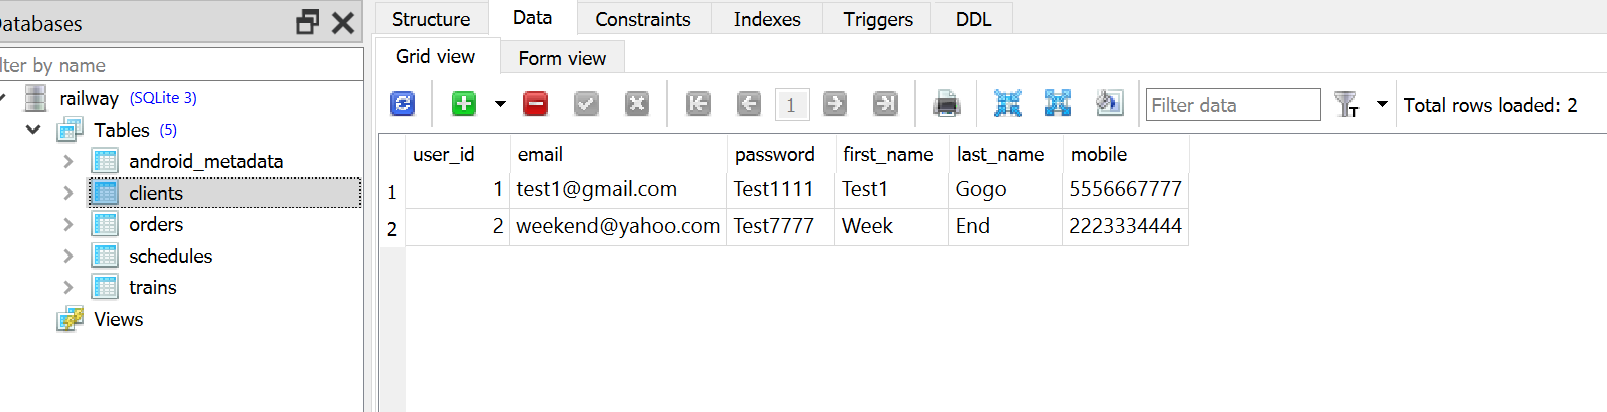 Databases
Structure Data Constraints Indexes Triggers DDL
Grid view Form view
1 Filter data T Total rows loaded: 2
lter by name
railway (SQLite 3)
Tables (5)
android_metadata
clients
orders
schedules
trains
Views
user_id email password first_name last_name mobile
1 1 test1@gmail.com Test1111 Test1 Gogo 5556667777
2 2 weekend@yahoo.com Test7777 Week End 2223334444